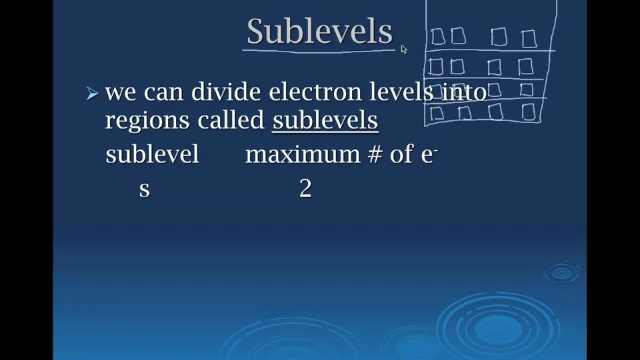 Sublevels
we can divide electron levels into
regions called sublevels
sublevel maximum # of e-
s 2